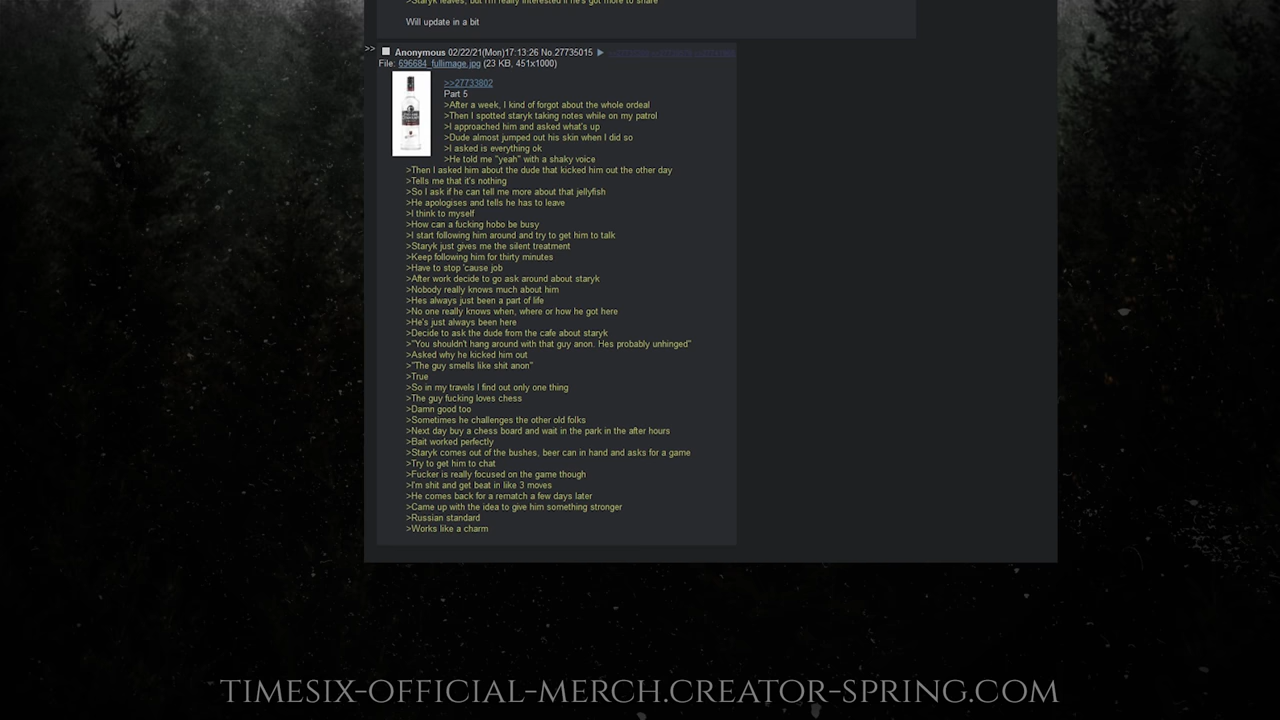 >Staryk leaves, but I'm really interested if he's got more to share
Will update in a bit
>> Anonymous 02/22/21(Mon)17:13:26 No.27735015 ▶
File: 696684_fullimage.jpg (23 KB, 451x1000)
>>27733802
Part 5
>After a week, I kind of forgot about the whole ordeal
>Then I spotted staryk taking notes while on my patrol
>I approached him and asked what's up
>Dude almost jumped out his skin when I did so
>I asked is everything ok
>He told me "yeah" with a shaky voice
>Then I asked him about the dude that kicked him out the other day
>Tells me that it's nothing
>So I ask if he can tell me more about that jellyfish
>He apologises and tells he has to leave
>I think to myself
>How can a fucking hobo be busy
>I start following him around and try to get him to talk
>Staryk just gives me the silent treatment
>Keep following him for thirty minutes
>Have to stop 'cause job
>After work decide to go ask around about staryk
>Nobody really knows much about him
>Hes always just been a part of life
>No one really knows when, where or how he got here
>He's just always been here
>Decide to ask the dude from the cafe about staryk
>"You shouldn't hang around with that guy anon. Hes probably unhinged"
>Asked why he kicked him out
>"The guy smells like shit anon"
>True
>So in my travels I find out only one thing
>The guy fucking loves chess
>Damn good too
>Sometimes he challenges the other old folks
>Next day buy a chess board and wait in the park in the after hours
>Bait worked perfectly
>Staryk comes out of the bushes, beer can in hand and asks for a game
>Try to get him to chat
>Fucker is really focused on the game though
>I'm shit and get beat in like 3 moves
>He comes back for a rematch a few days later
>Came up with the idea to give him something stronger
>Russian standard
>Works like a charm
TIMESIX-OFFICIAL-MERCH.CREATOR-SPRING.COM